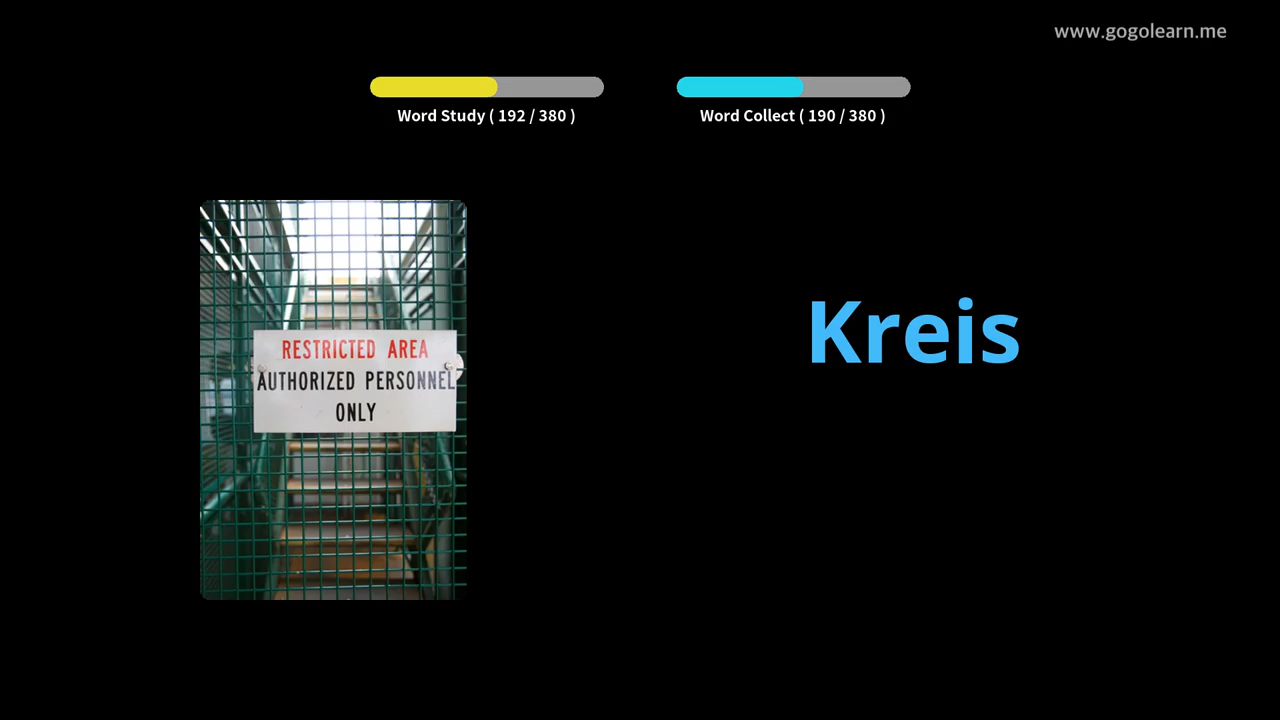 www.gogolearn.me
Word Study ( 192 / 380 )
Word Collect ( 190 / 380 )
RESTRICTED AREA
AUTHORIZED PERSONNEL
ONLY
Kreis